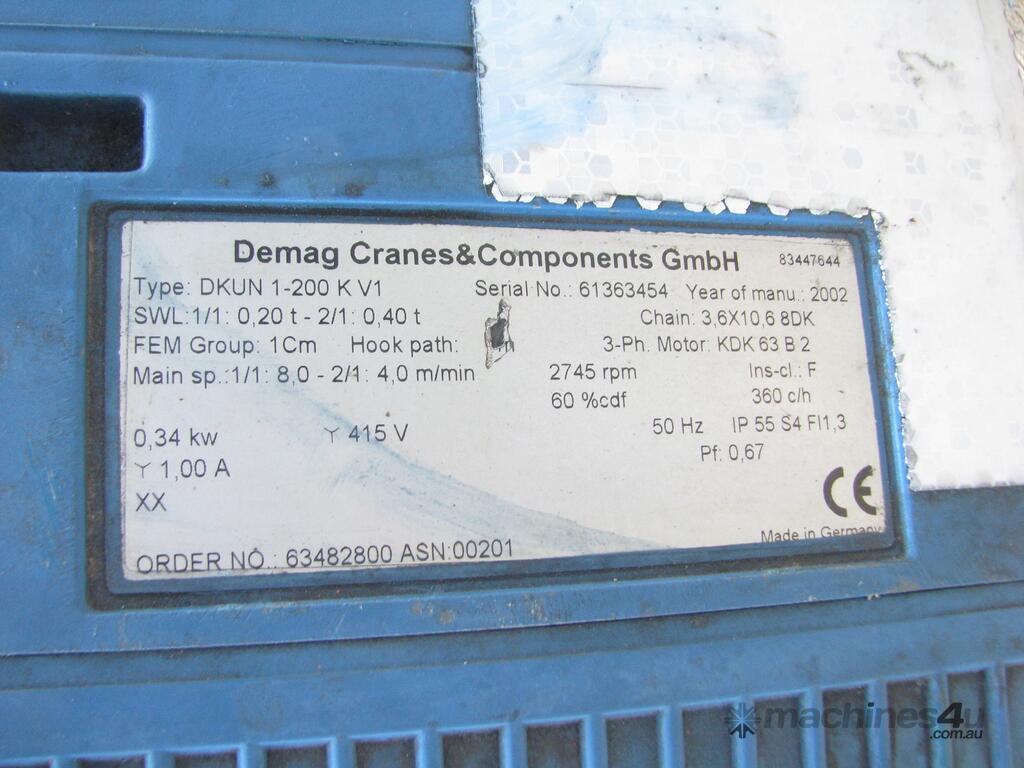 Demag Cranes&Components GmbH 83447644
Type: DKUN 1-200 K V1 Serial No.: 61363454 Year of manu.: 2002
SWL:1/1: 0,20 t - 2/1: 0,40 t Chain: 3,6X10,6 8DK
FEM Group: 1Cm Hook path: m 3-Ph. Motor: KDK 63 B 2
Main sp.:1/1: 8,0 - 2/1: 4,0 m/min 2745 rpm Ins-cl.: F
60 %cdf 360 c/h
0,34 kw Y 415 V 50 Hz IP 55 S4 FI1,3
Y 1,00 A Pf: 0,67
XX
CE
Made in Germany
ORDER NO.: 63482800 ASN:00201
machines4u
.com.au